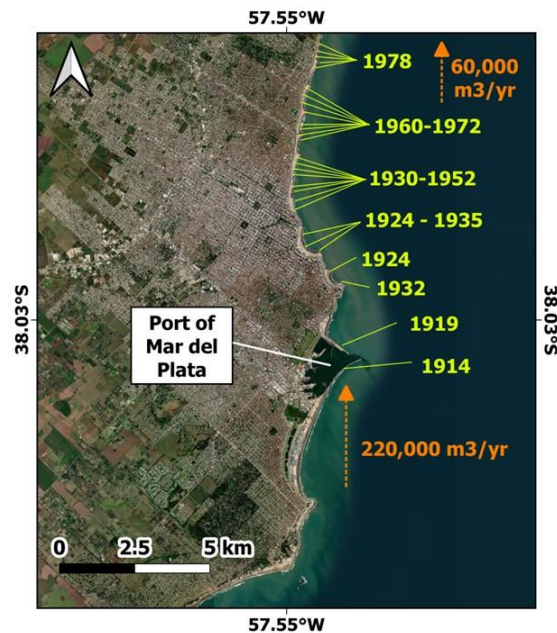 57.55°W
1978
60,000
m3/yr
1960-1972
1930-1952
1924 - 1935
1924
1932
38.03°S
38.03°S
Port of
Mar del
Plata
1919
1914
220,000 m3/yr
0 2.5 5 km
57.55°W